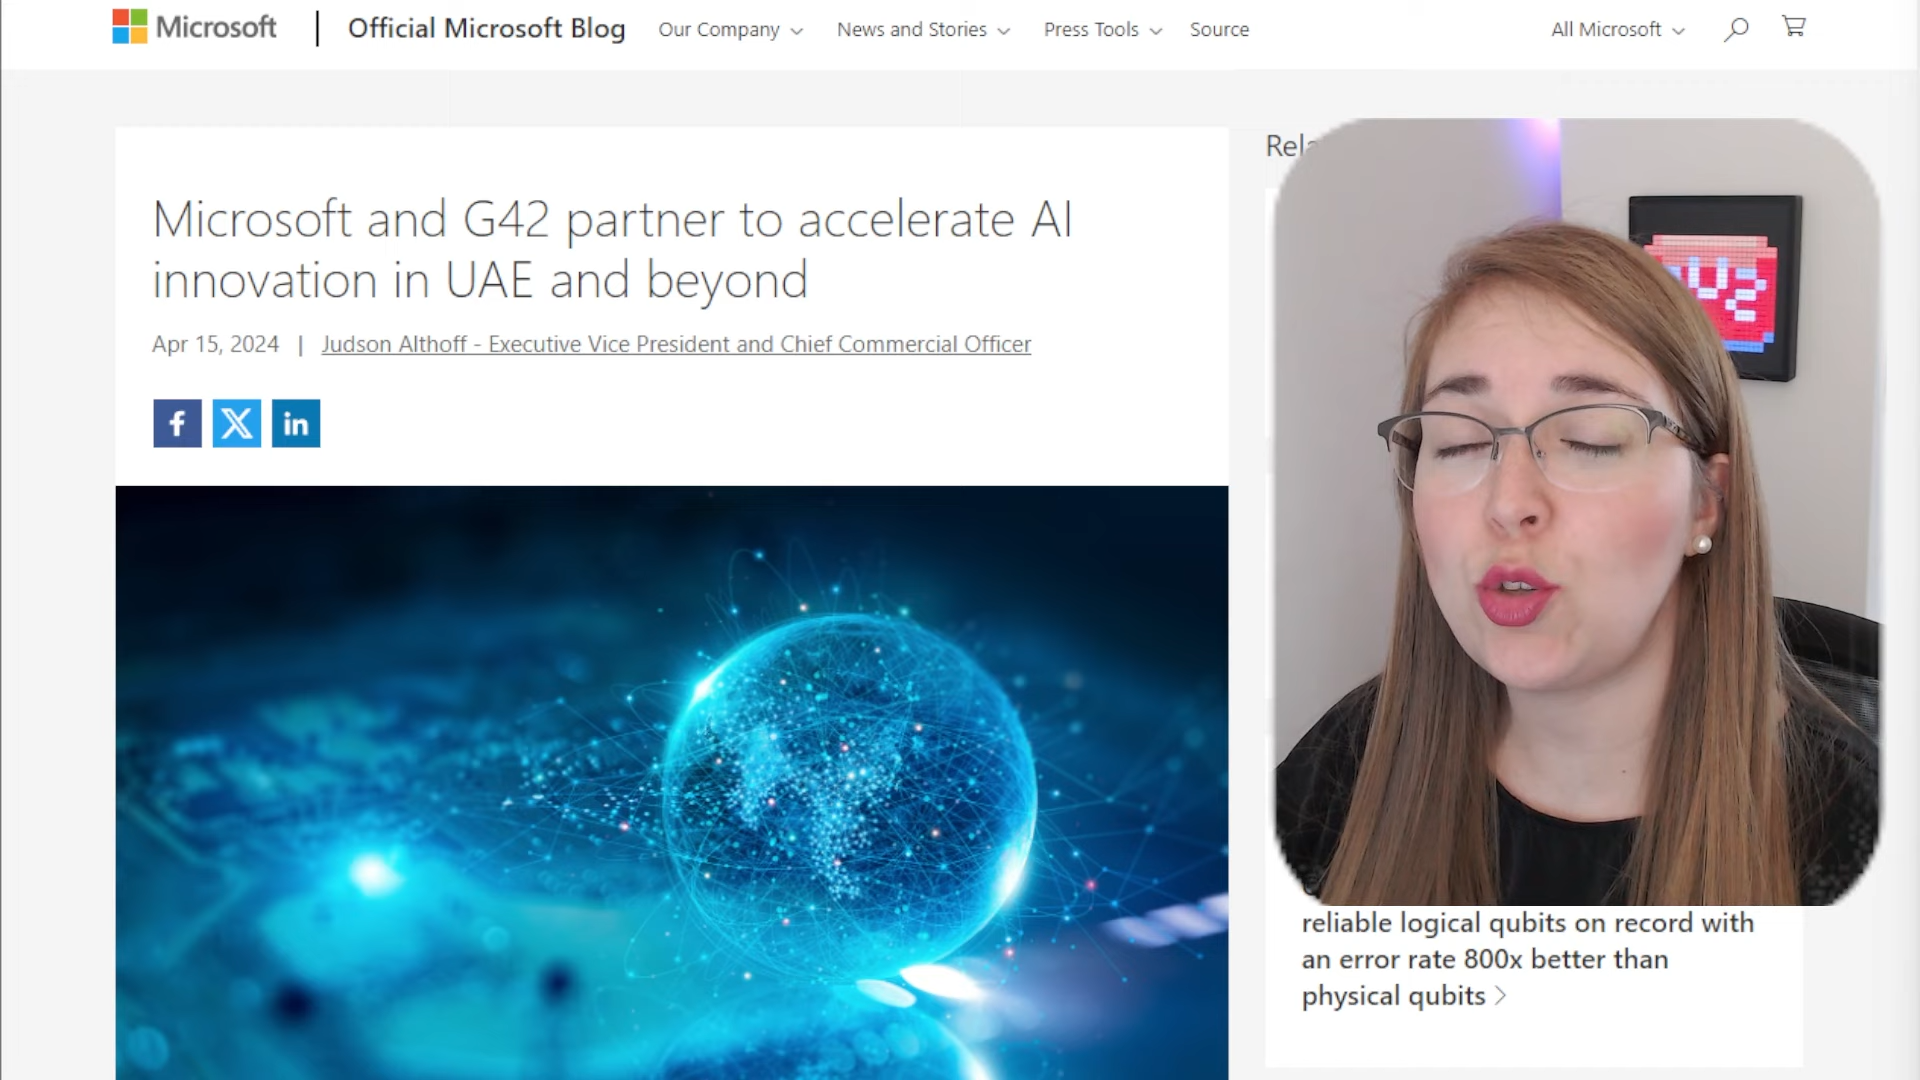 Microsoft
Official Microsoft Blog
Our Company
News and Stories
Press Tools
Source
All Microsoft
Microsoft and G42 partner to accelerate AI
innovation in UAE and beyond
Apr 15, 2024 | Judson Althoff - Executive Vice President and Chief Commercial Officer
f
X
in
reliable logical qubits on record with
an error rate 800x better than
physical qubits